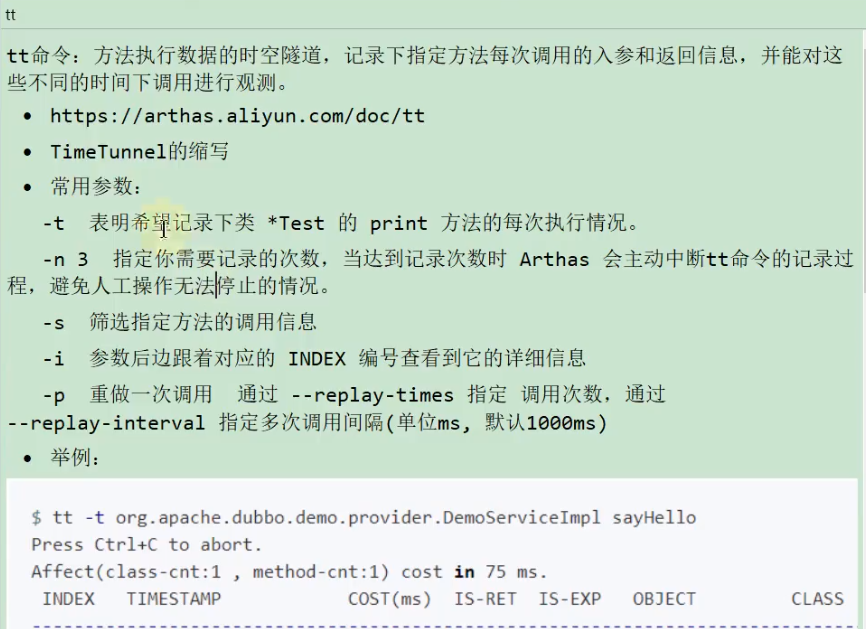 tt
tt命令: 方法执行数据的时空隧道，记录下指定方法每次调用的入参和返回信息，并能对这
些不同的时间下调用进行观测。
• https://arthas.aliyun.com/doc/tt
• TimeTunnel的缩写
• 常用参数:
-t 表明希望记录下类 *Test 的 print 方法的每次执行情况。
-n 3 指定你需要记录的次数，当达到记录次数时 Arthas 会主动中断tt命令的记录过
程，避免人工操作无法停止的情况。
-s 筛选指定方法的调用信息
-i 参数后边跟着对应的 INDEX 编号查看到它的详细信息
-p 重做一次调用 通过 --replay-times 指定 调用次数，通过
--replay-interval 指定多次调用间隔(单位ms, 默认1000ms)
• 举例:
$ tt -t org.apache.dubbo.demo.provider.DemoServiceImpl sayHello
Press Ctrl+C to abort.
Affect(class-cnt:1 , method-cnt:1) cost in 75 ms.
INDEX TIMESTAMP COST(ms) IS-RET IS-EXP OBJECT CLASS